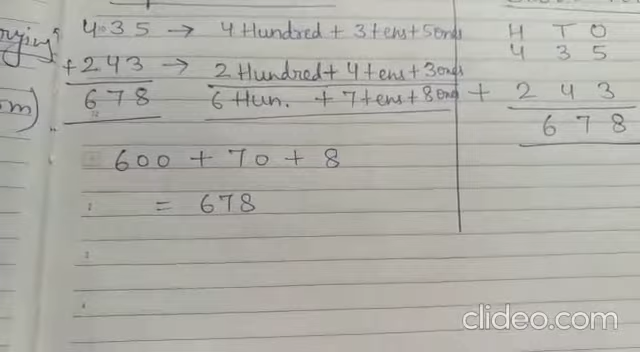 rying
4 3 5 → 4 Hundred + 3 tens + 5 ones
+ 2 4 3 → 2 Hundred + 4 tens + 3 ones
6 7 8 6 Hun. + 7 tens + 8 ones
m)
600 + 70 + 8
= 678
H T O
4 3 5
+ 2 4 3
6 7 8
clideo.com